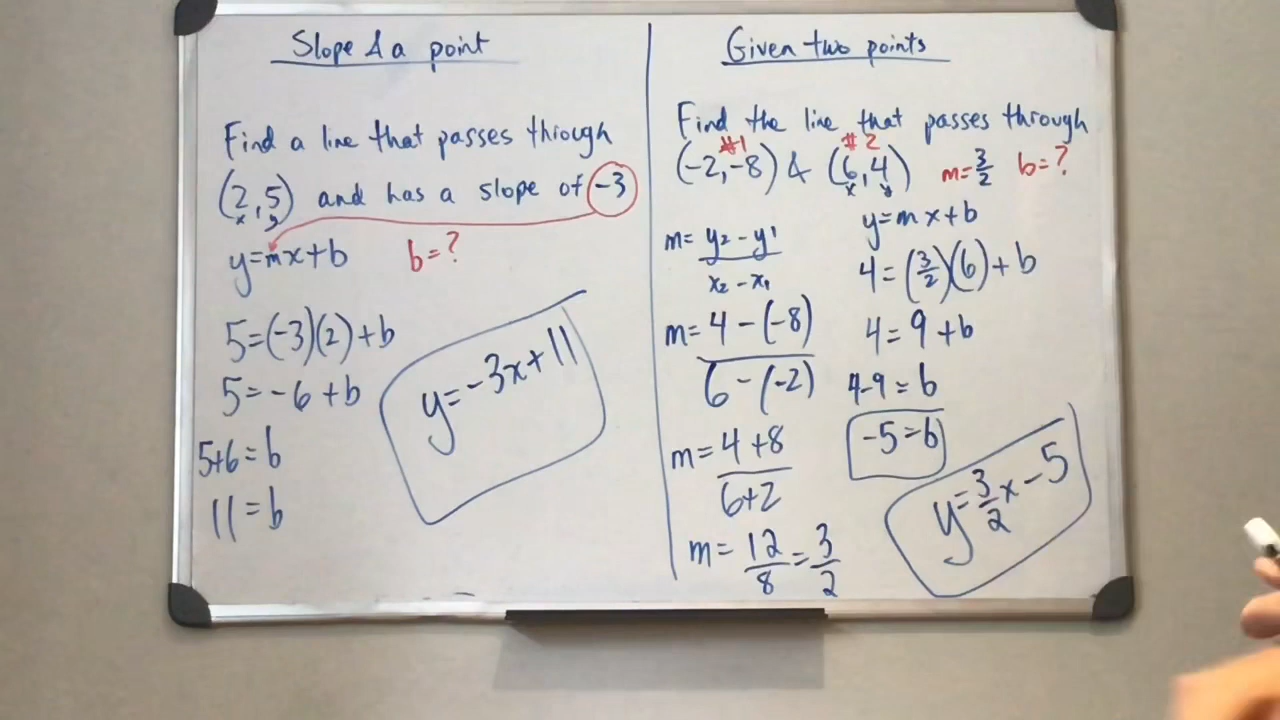 Slope & a point
Find a line that passes through
(2,5) and has a slope of -3
x y
y=mx+b b=?
5=(-3)(2)+b
5=-6+b
5+6=b
11=b
y=-3x+11
Given two points
Find the line that passes through
#1 #2
(-2,-8) & (6,4) m=3/2 b=?
x y
m= y2-y1
x2-x1
m= 4-(-8)
6-(-2)
m= 4+8
6+2
m= 12/8 = 3/2
y=mx+b
4=(3/2)(6)+b
4=9+b
4-9=b
-5=b
y=3/2x-5